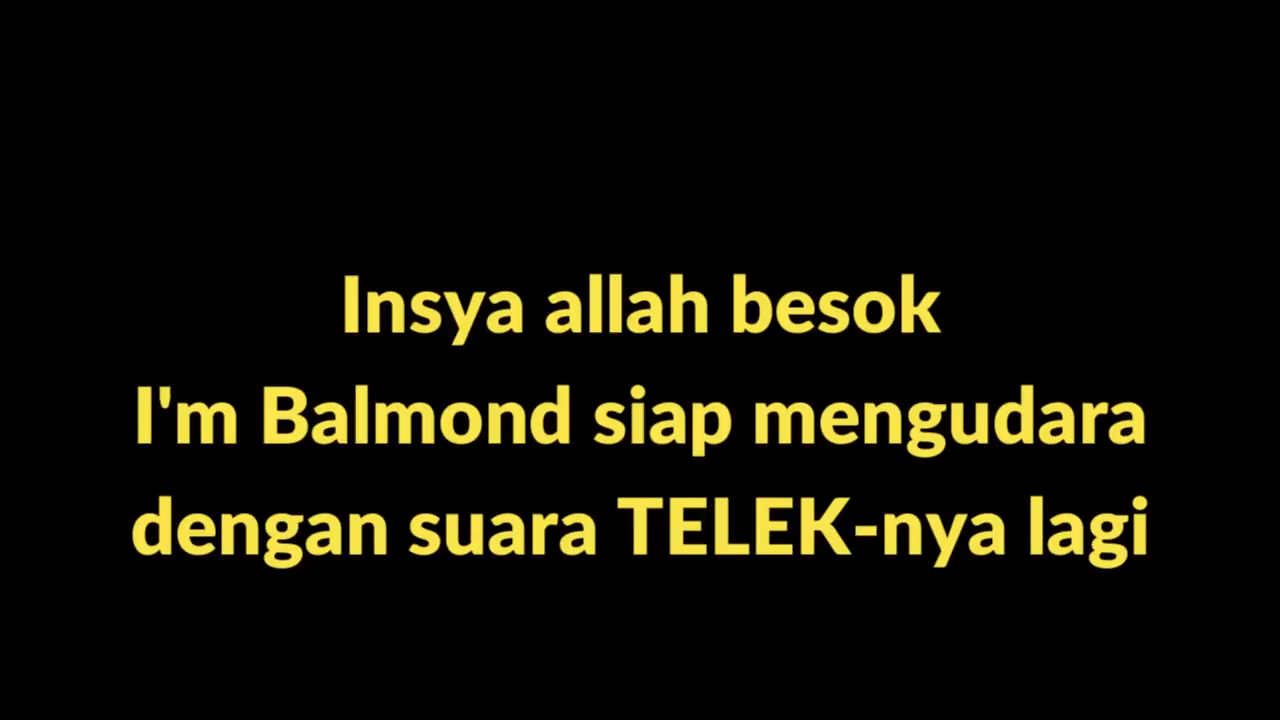 Insya allah besok
I'm Balmond siap mengudara
dengan suara TELEK-nya lagi